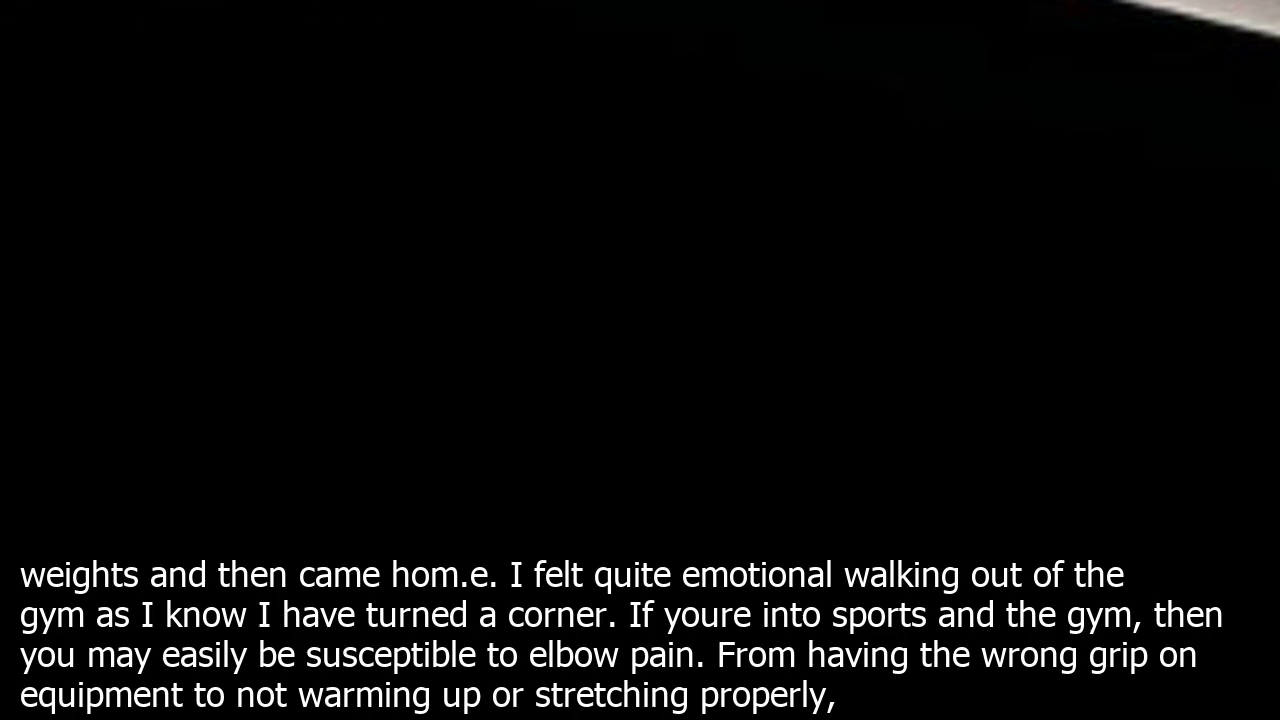 weights and then came hom.e. I felt quite emotional walking out of the
gym as I know I have turned a corner. If youre into sports and the gym, then
you may easily be susceptible to elbow pain. From having the wrong grip on
equipment to not warming up or stretching properly,